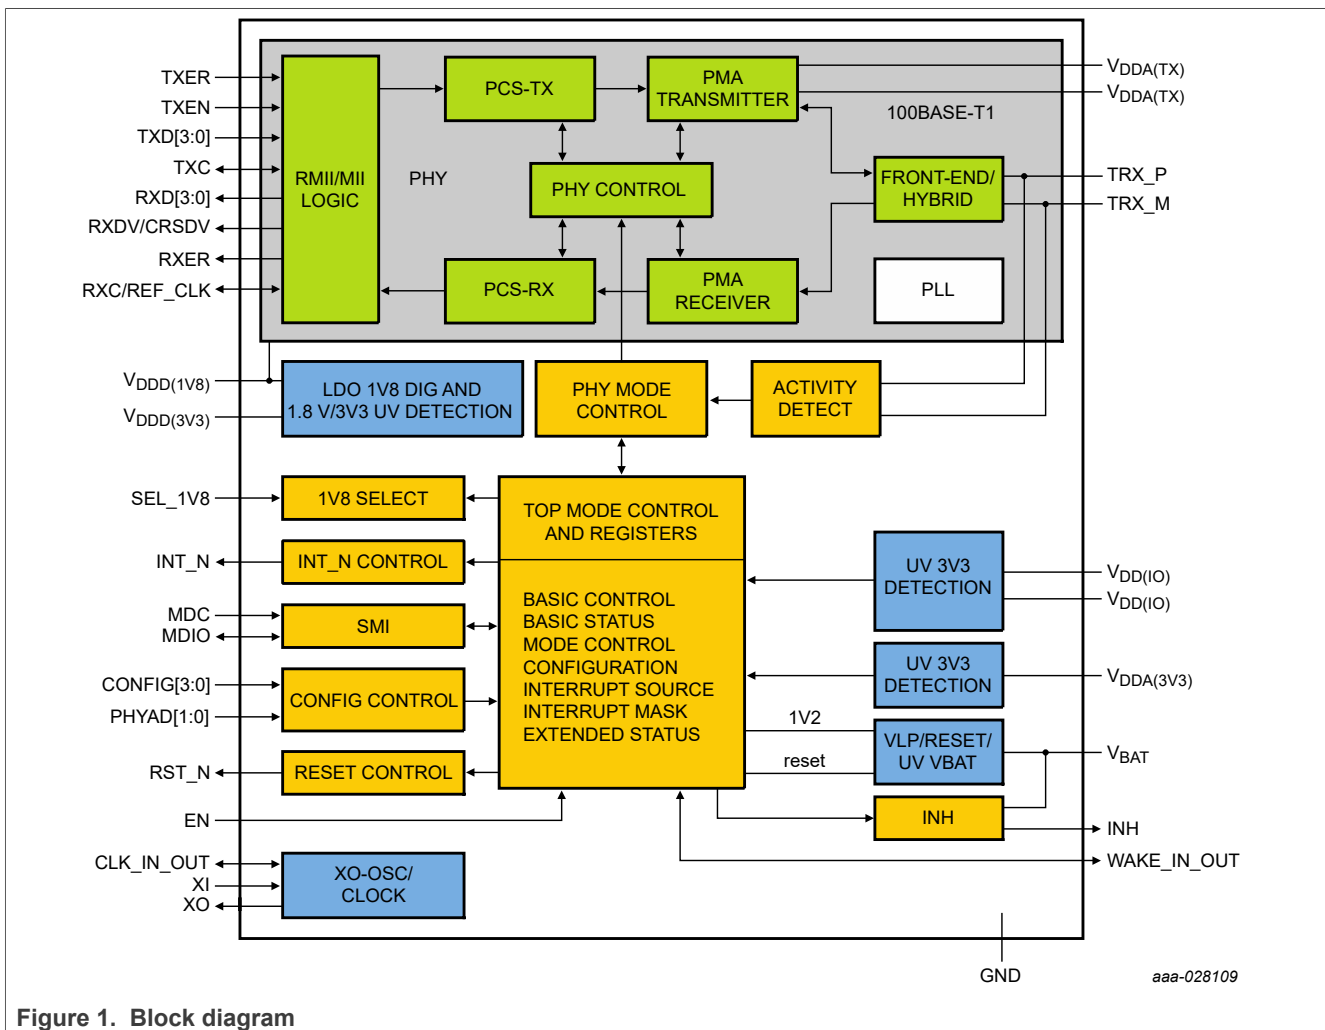 TXER
TXEN
TXD[3:0]
TXC
RXD[3:0]
RXDV/CRSDV
RXER
RXC/REF_CLK
RMII/MII
LOGIC
PHY
PCS-TX
PMA
TRANSMITTER
100BASE-T1
PHY CONTROL
FRONT-END/
HYBRID
PCS-RX
PMA
RECEIVER
PLL
VDDA(TX)
VDDA(TX)
TRX_P
TRX_M
VDDD(1V8)
VDDD(3V3)
LDO 1V8 DIG AND
1.8 V/3V3 UV DETECTION
PHY MODE
CONTROL
ACTIVITY
DETECT
SEL_1V8
1V8 SELECT
INT_N
INT_N CONTROL
MDC
MDIO
SMI
CONFIG[3:0]
PHYAD[1:0]
CONFIG CONTROL
RST_N
RESET CONTROL
EN
CLK_IN_OUT
XI
XO
XO-OSC/
CLOCK
TOP MODE CONTROL
AND REGISTERS
BASIC CONTROL
BASIC STATUS
MODE CONTROL
CONFIGURATION
INTERRUPT SOURCE
INTERRUPT MASK
EXTENDED STATUS
UV 3V3
DETECTION
VDD(IO)
VDD(IO)
UV 3V3
DETECTION
VDDA(3V3)
1V2
reset
VLP/RESET/
UV VBAT
VBAT
INH
INH
WAKE_IN_OUT
GND
aaa-028109
Figure 1. Block diagram